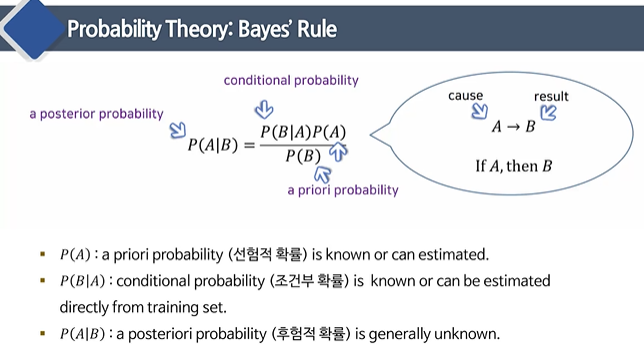 Probability Theory: Bayes' Rule
conditional probability
a posterior probability
P(A|B) = P(B|A)P(A) / P(B)
a priori probability
cause result
A → B
If A, then B
▪ P(A) : a priori probability (선험적 확률) is known or can estimated.
▪ P(B|A) : conditional probability (조건부 확률) is known or can be estimated
directly from training set.
▪ P(A|B) : a posteriori probability (후험적 확률) is generally unknown.